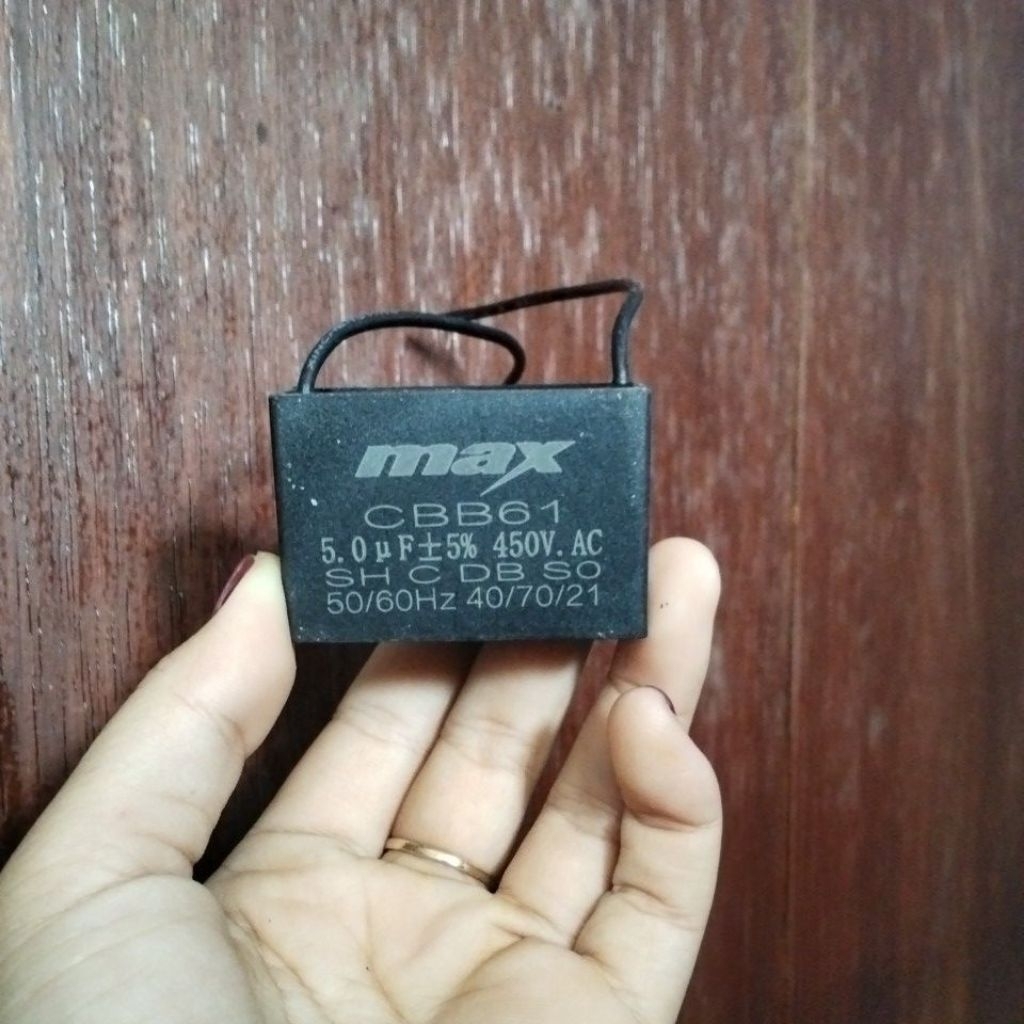 max
CBB61
5.0μF±5% 450V.AC
SH C DB S0
50/60Hz 40/70/21